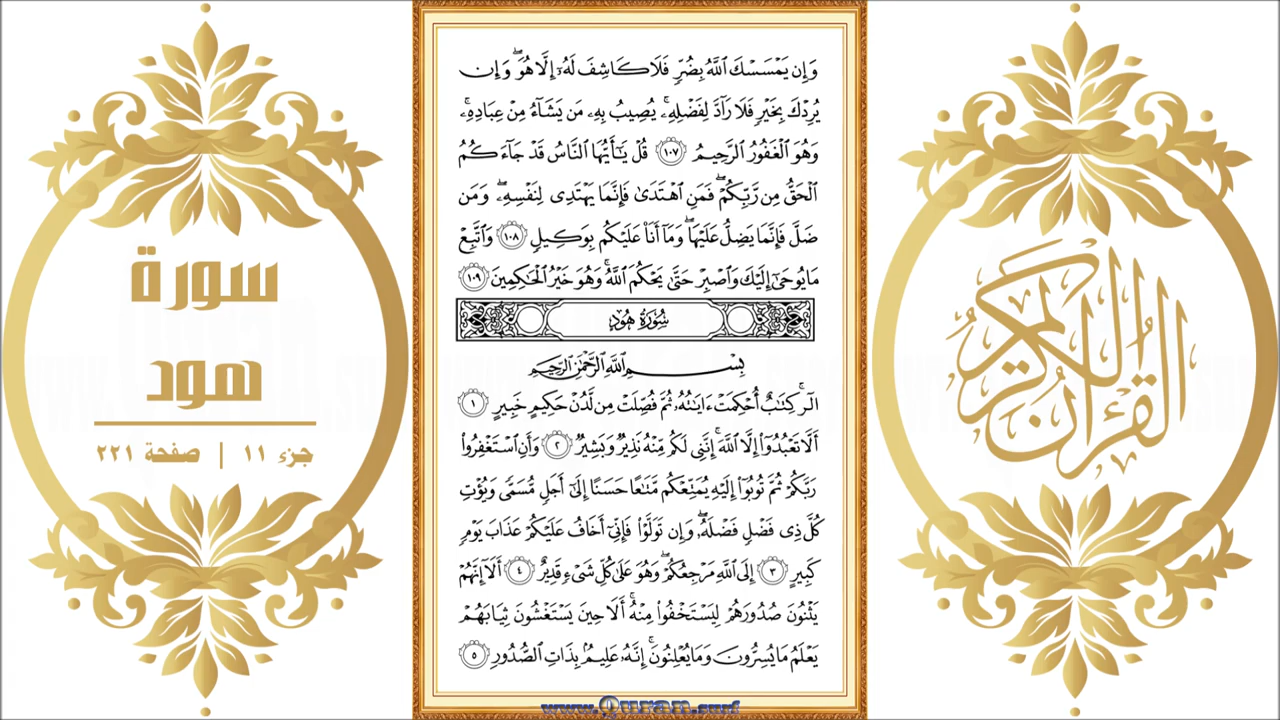 وَإِن يَمْسَسْكَ ٱللَّهُ بِضُرٍّ فَلَا كَاشِفَ لَهُۥٓ إِلَّا هُوَ ۖ وَإِن
يُرِدْكَ بِخَيْرٍ فَلَا رَآدَّ لِفَضْلِهِۦ ۚ يُصِيبُ بِهِۦ مَن يَشَآءُ مِنْ عِبَادِهِۦ ۚ
وَهُوَ ٱلْغَفُورُ ٱلرَّحِيمُ ١٠٧ قُلْ يَـٰٓأَيُّهَا ٱلنَّاسُ قَدْ جَآءَكُمُ
ٱلْحَقُّ مِن رَّبِّكُمْ ۖ فَمَنِ ٱهْتَدَىٰ فَإِنَّمَا يَهْتَدِى لِنَفْسِهِۦ ۖ وَمَن
ضَلَّ فَإِنَّمَا يَضِلُّ عَلَيْهَا ۖ وَمَآ أَنَا۠ عَلَيْكُم بِوَكِيلٍ ١٠٨ وَٱتَّبِعْ
مَا يُوحَىٰٓ إِلَيْكَ وَٱصْبِرْ حَتَّىٰ يَحْكُمَ ٱللَّهُ ۚ وَهُوَ خَيْرُ ٱلْحَـٰكِمِينَ ١٠٩
سُورَةُ هُودٍ
بِسْمِ ٱللَّهِ ٱلرَّحْمَـٰنِ ٱلرَّحِيمِ
الٓر ۚ كِتَـٰبٌ أُحْكِمَتْ ءَايَـٰتُهُۥ ثُمَّ فُصِّلَتْ مِن لَّدُنْ حَكِيمٍ خَبِيرٍ ١
أَلَّا تَعْبُدُوٓا۟ إِلَّا ٱللَّهَ ۚ إِنَّنِى لَكُم مِّنْهُ نَذِيرٌ وَبَشِيرٌ ٢ وَأَنِ ٱسْتَغْفِرُوا۟
رَبَّكُمْ ثُمَّ تُوبُوٓا۟ إِلَيْهِ يُمَتِّعْكُم مَّتَـٰعًا حَسَنًا إِلَىٰٓ أَجَلٍ مُّسَمًّى وَيُؤْتِ
كُلَّ ذِى فَضْلٍ فَضْلَهُۥ ۖ وَإِن تَوَلَّوْا۟ فَإِنِّىٓ أَخَافُ عَلَيْكُمْ عَذَابَ يَوْمٍ
كَبِيرٍ ٣ إِلَى ٱللَّهِ مَرْجِعُكُمْ ۖ وَهُوَ عَلَىٰ كُلِّ شَىْءٍ قَدِيرٌ ٤ أَلَآ إِنَّهُمْ
يَثْنُونَ صُدُورَهُمْ لِيَسْتَخْفُوا۟ مِنْهُ ۚ أَلَا حِينَ يَسْتَغْشُونَ ثِيَابَهُمْ
يَعْلَمُ مَا يُسِرُّونَ وَمَا يُعْلِنُونَ ۚ إِنَّهُۥ عَلِيمٌۢ بِذَاتِ ٱلصُّدُورِ ٥
www.Quran.surf
سورة
هود
جزء ١١ | صفحة ٢٢١
القرآن الكريم